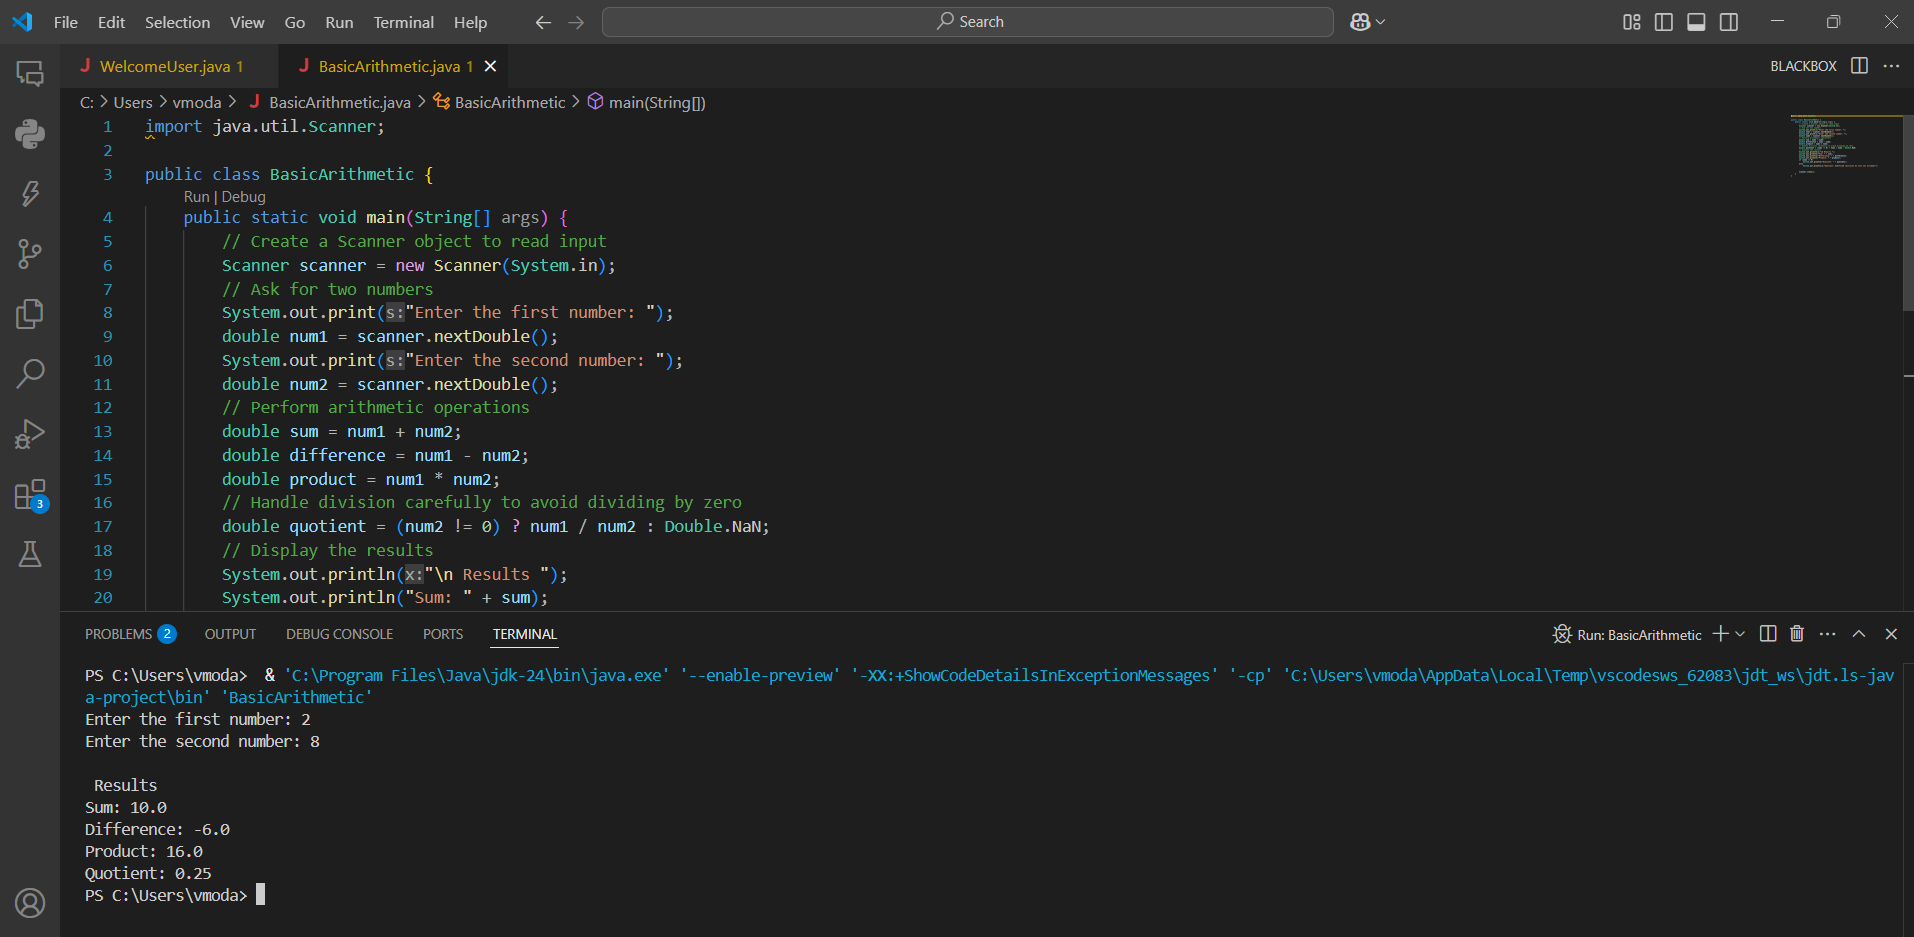 File Edit Selection View Go Run Terminal Help Search
WelcomeUser.java 1 BasicArithmetic.java 1 BLACKBOX
C: > Users > vmoda > BasicArithmetic.java > BasicArithmetic > main(String[])
1 import java.util.Scanner;
2
3 public class BasicArithmetic {
Run | Debug
4 public static void main(String[] args) {
5 // Create a Scanner object to read input
6 Scanner scanner = new Scanner(System.in);
7 // Ask for two numbers
8 System.out.print(s:"Enter the first number: ");
9 double num1 = scanner.nextDouble();
10 System.out.print(s:"Enter the second number: ");
11 double num2 = scanner.nextDouble();
12 // Perform arithmetic operations
13 double sum = num1 + num2;
14 double difference = num1 - num2;
15 double product = num1 * num2;
16 // Handle division carefully to avoid dividing by zero
17 double quotient = (num2 != 0) ? num1 / num2 : Double.NaN;
18 // Display the results
19 System.out.println(x:"\n Results ");
20 System.out.println("Sum: " + sum);
3
PROBLEMS 2 OUTPUT DEBUG CONSOLE PORTS TERMINAL Run: BasicArithmetic
PS C:\Users\vmoda> & 'C:\Program Files\Java\jdk-24\bin\java.exe' '--enable-preview' '-XX:+ShowCodeDetailsInExceptionMessages' '-cp' 'C:\Users\vmoda\AppData\Local\Temp\vscodesws_62083\jdt_ws\jdt.ls-jav
a-project\bin' 'BasicArithmetic'
Enter the first number: 2
Enter the second number: 8
Results
Sum: 10.0
Difference: -6.0
Product: 16.0
Quotient: 0.25
PS C:\Users\vmoda>